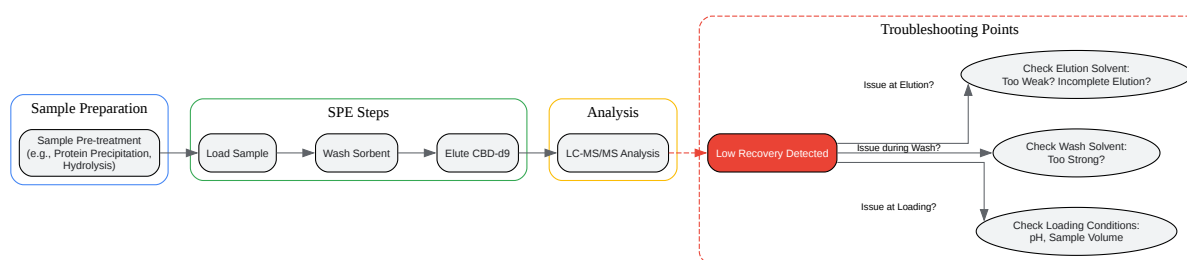 Troubleshooting Points
Check Elution Solvent:
Too Weak? Incomplete Elution?
Issue at Elution?
Sample Preparation
SPE Steps
Analysis
Sample Pre-treatment
(e.g., Protein Precipitation,
Hydrolysis)
Load Sample
Wash Sorbent
Elute CBD-d9
LC-MS/MS Analysis
Low Recovery Detected
Issue during Wash?
Check Wash Solvent:
Too Strong?
Issue at Loading?
Check Loading Conditions:
pH, Sample Volume